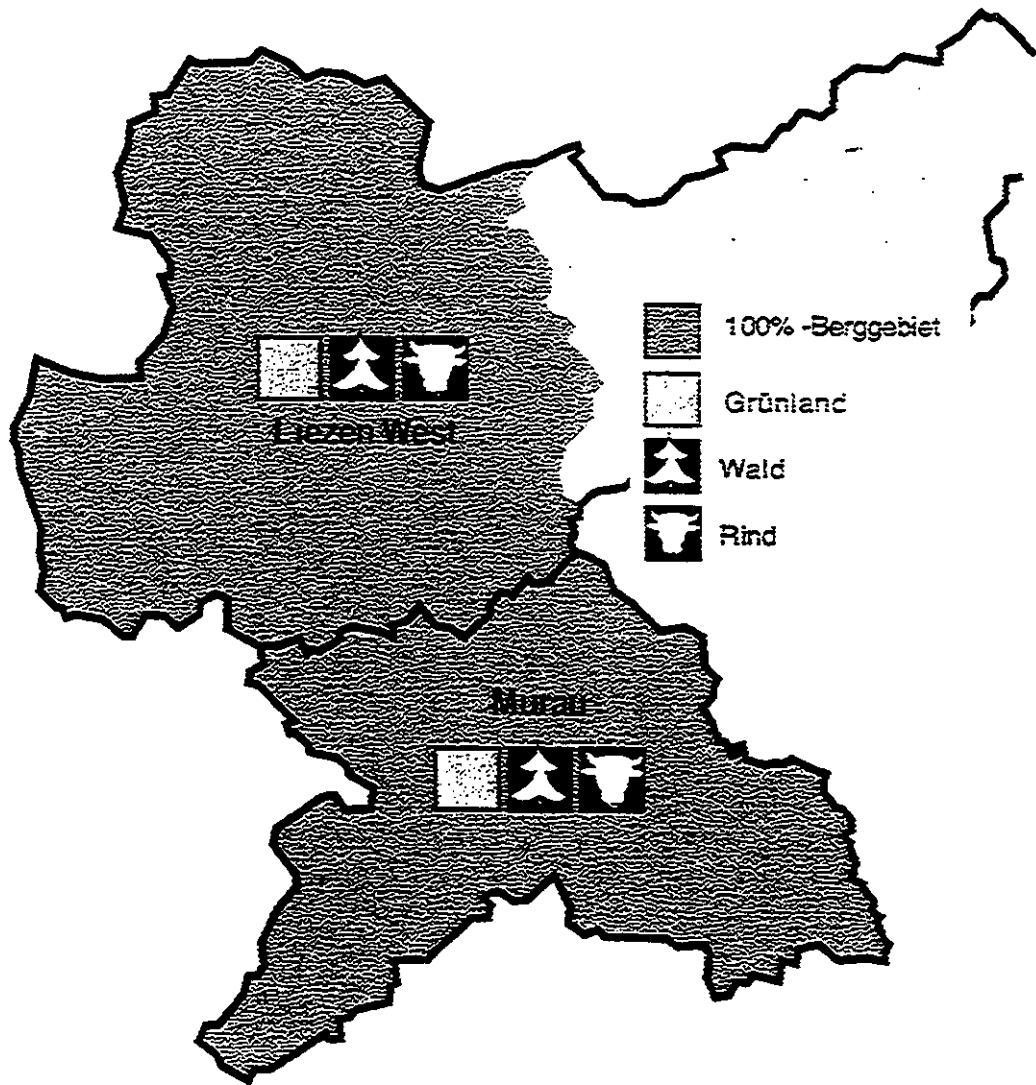 100% -Berggebiet
Grünland
Wald
Rind
Liezen West
Murau